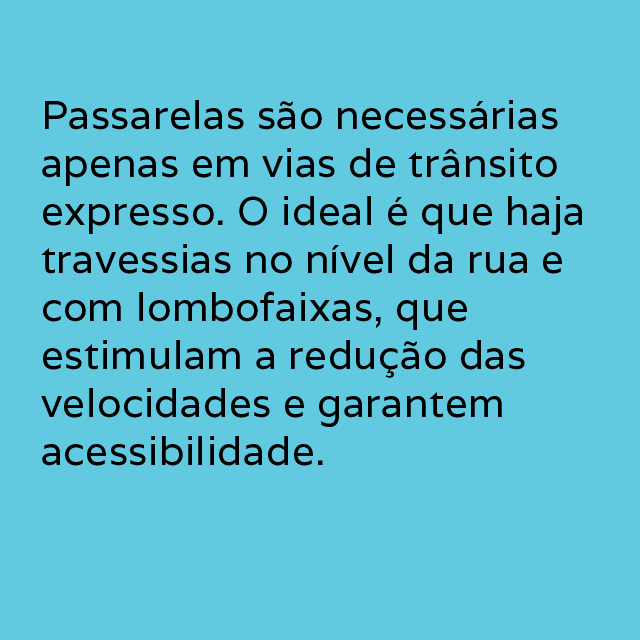 Passarelas são necessárias
apenas em vias de trânsito
expresso. O ideal é que haja
travessias no nível da rua e
com lombofaixas, que
estimulam a redução das
velocidades e garantem
acessibilidade.